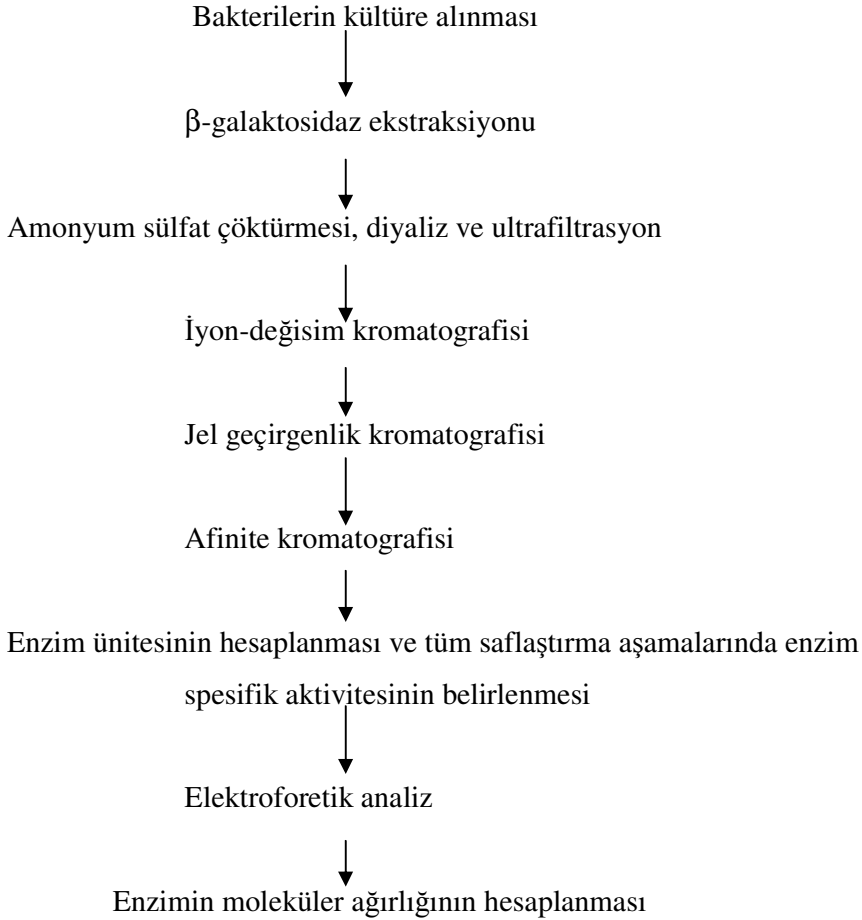 Bakterilerin kültüre alınması
β-galaktosidaz ekstraksiyonu
Amonyum sülfat çöktürmesi, diyaliz ve ultrafiltrasyon
İyon-değisim kromatografisi
Jel geçirgenlik kromatografisi
Afinite kromatografisi
Enzim ünitesinin hesaplanması ve tüm saflaştırma aşamalarında enzim
spesifik aktivitesinin belirlenmesi
Elektroforetik analiz
Enzimin moleküler ağırlığının hesaplanması